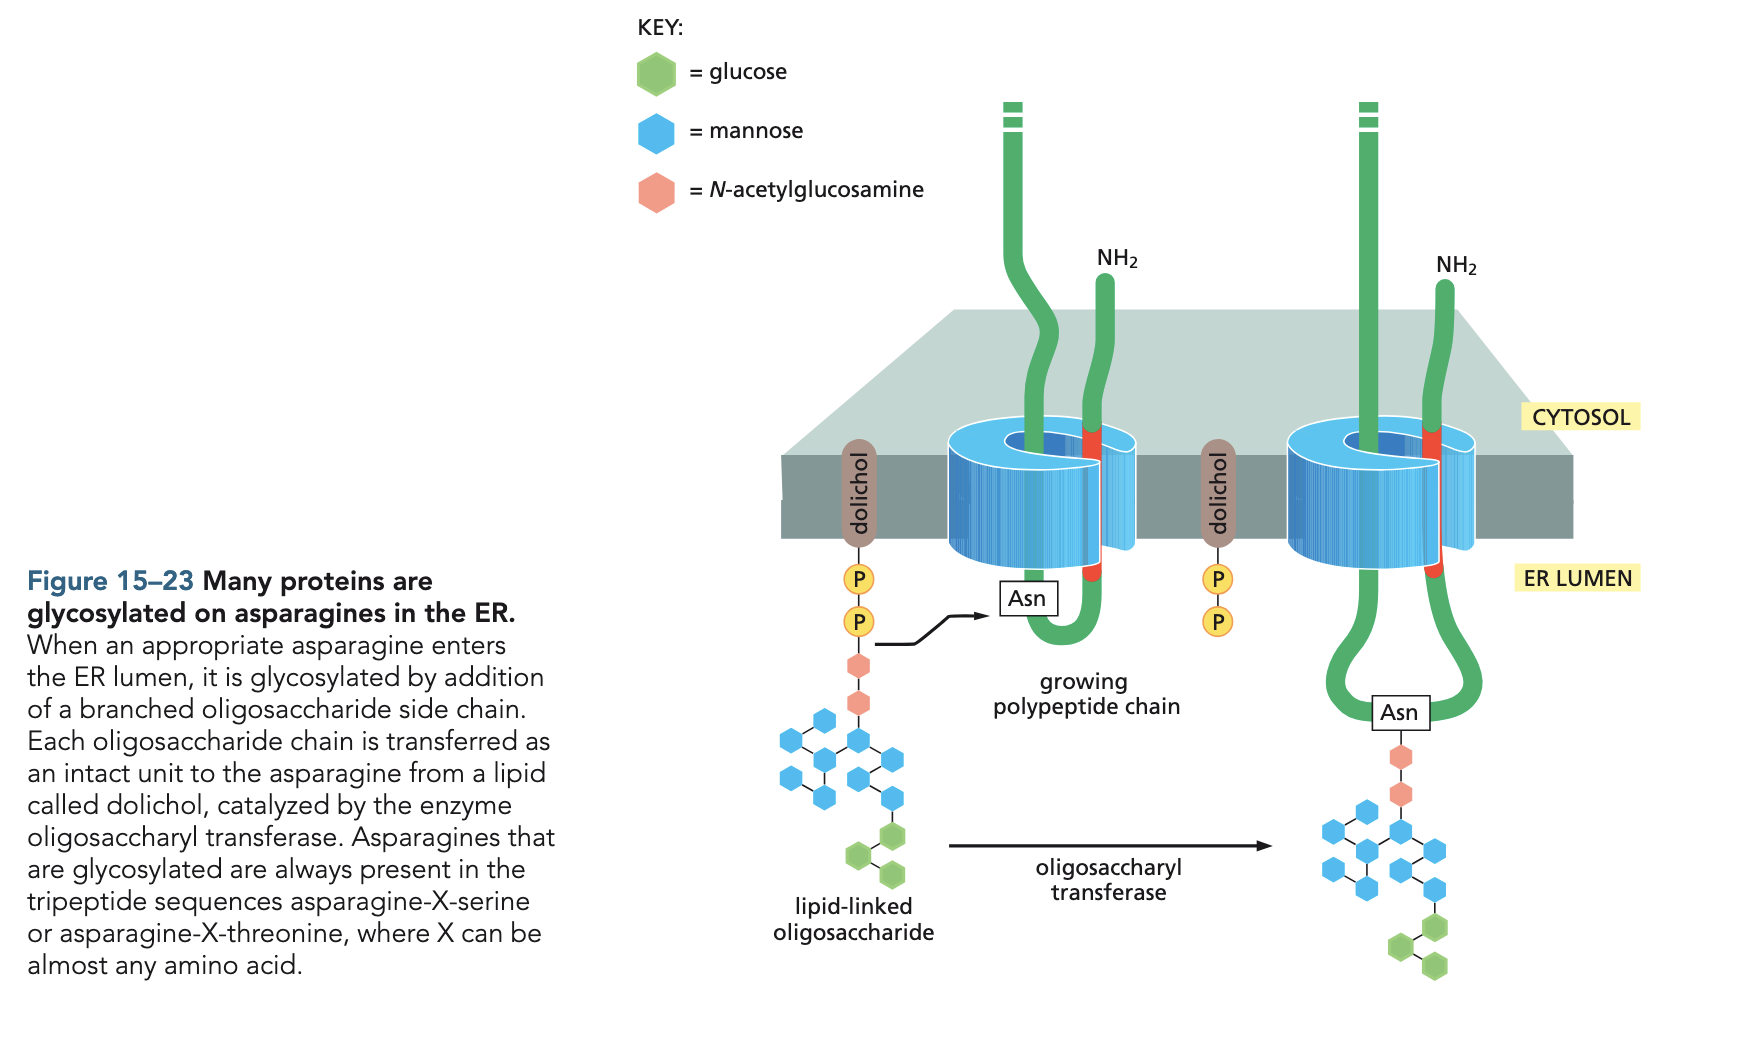 KEY:
= glucose
= mannose
= N-acetylglucosamine
NH2
NH2
CYTOSOL
dolichol
dolichol
ER LUMEN
P
P
P
P
Asn
growing
polypeptide chain
Asn
oligosaccharyl
transferase
lipid-linked
oligosaccharide
Figure 15–23 Many proteins are
glycosylated on asparagines in the ER.
When an appropriate asparagine enters
the ER lumen, it is glycosylated by addition
of a branched oligosaccharide side chain.
Each oligosaccharide chain is transferred as
an intact unit to the asparagine from a lipid
called dolichol, catalyzed by the enzyme
oligosaccharyl transferase. Asparagines that
are glycosylated are always present in the
tripeptide sequences asparagine-X-serine
or asparagine-X-threonine, where X can be
almost any amino acid.